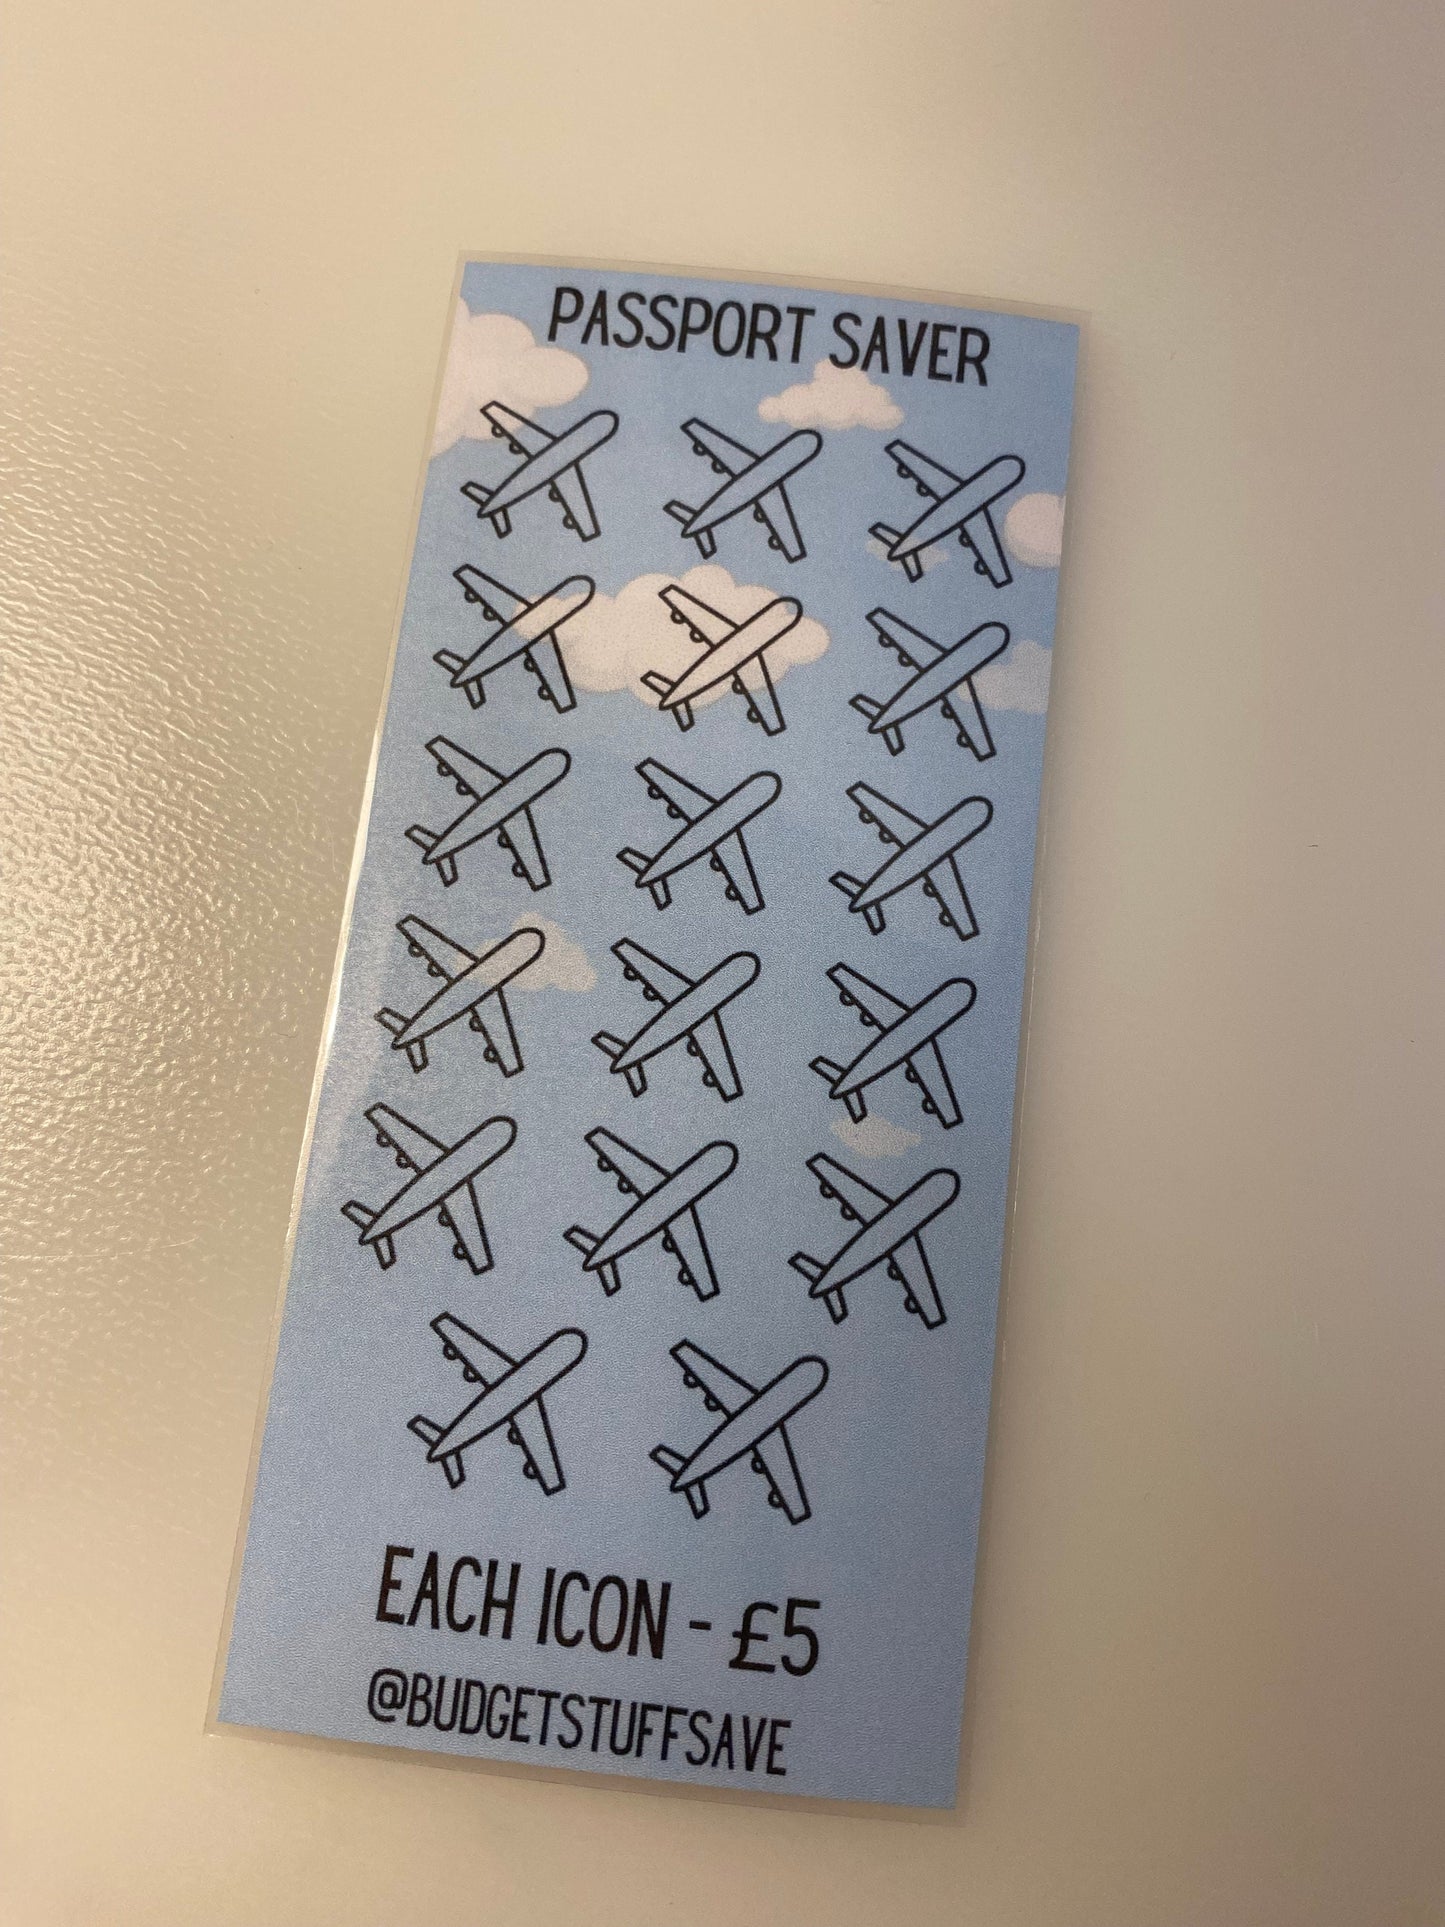 PASSPORT SAVER
EACH ICON - £5
@BUDGETSTUFFSAVE